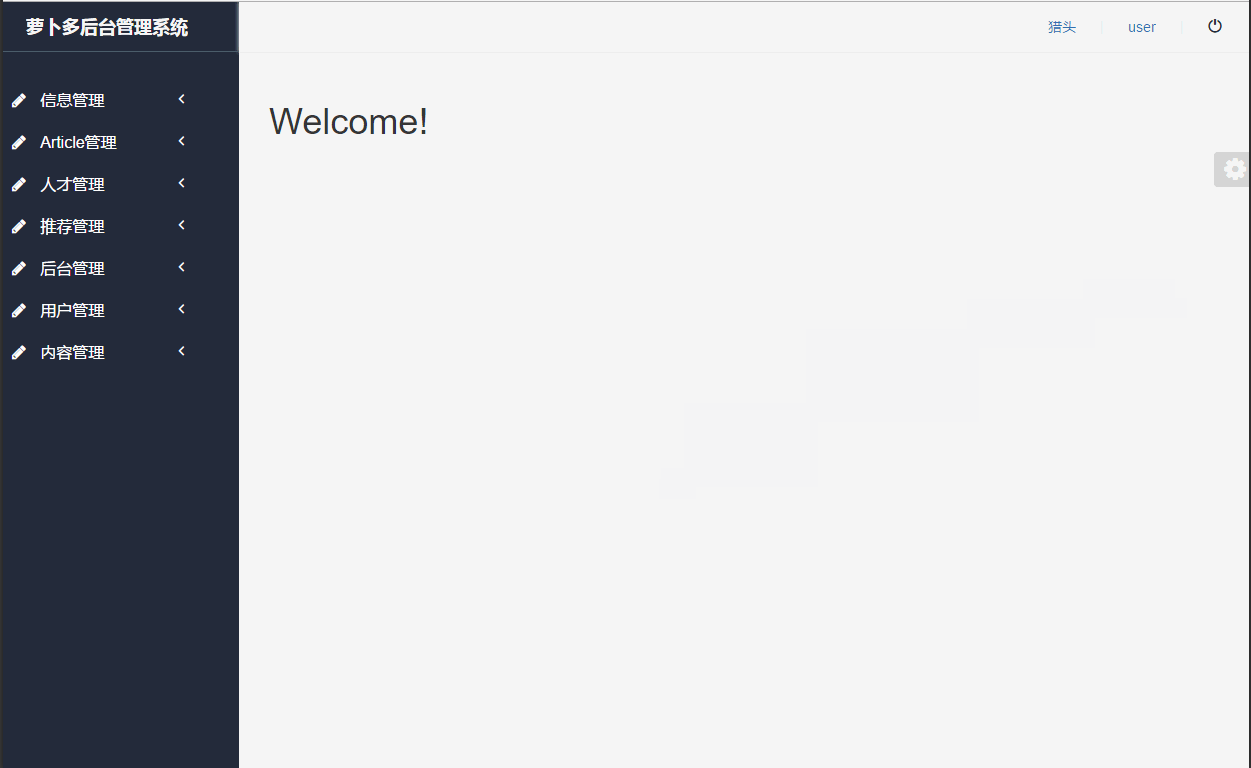 萝卜多后台管理系统
猎头
user
信息管理
Article管理
人才管理
推荐管理
后台管理
用户管理
内容管理
Welcome!